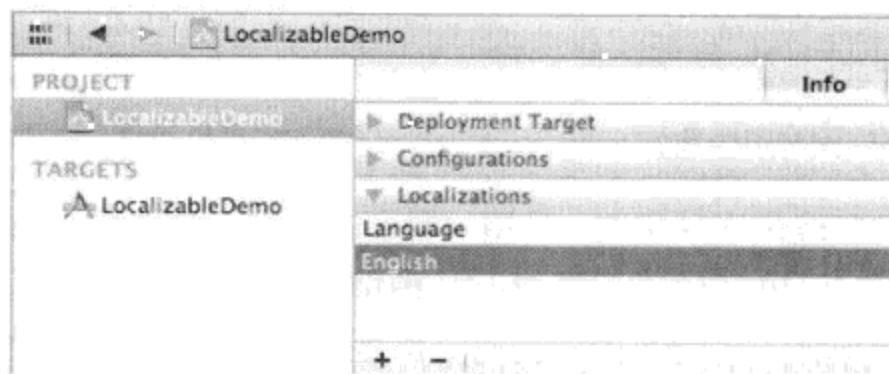 LocalizableDemo
PROJECT
LocalizableDemo
TARGETS
LocalizableDemo
Info
Deployment Target
Configurations
Localizations
Language
English
+ −